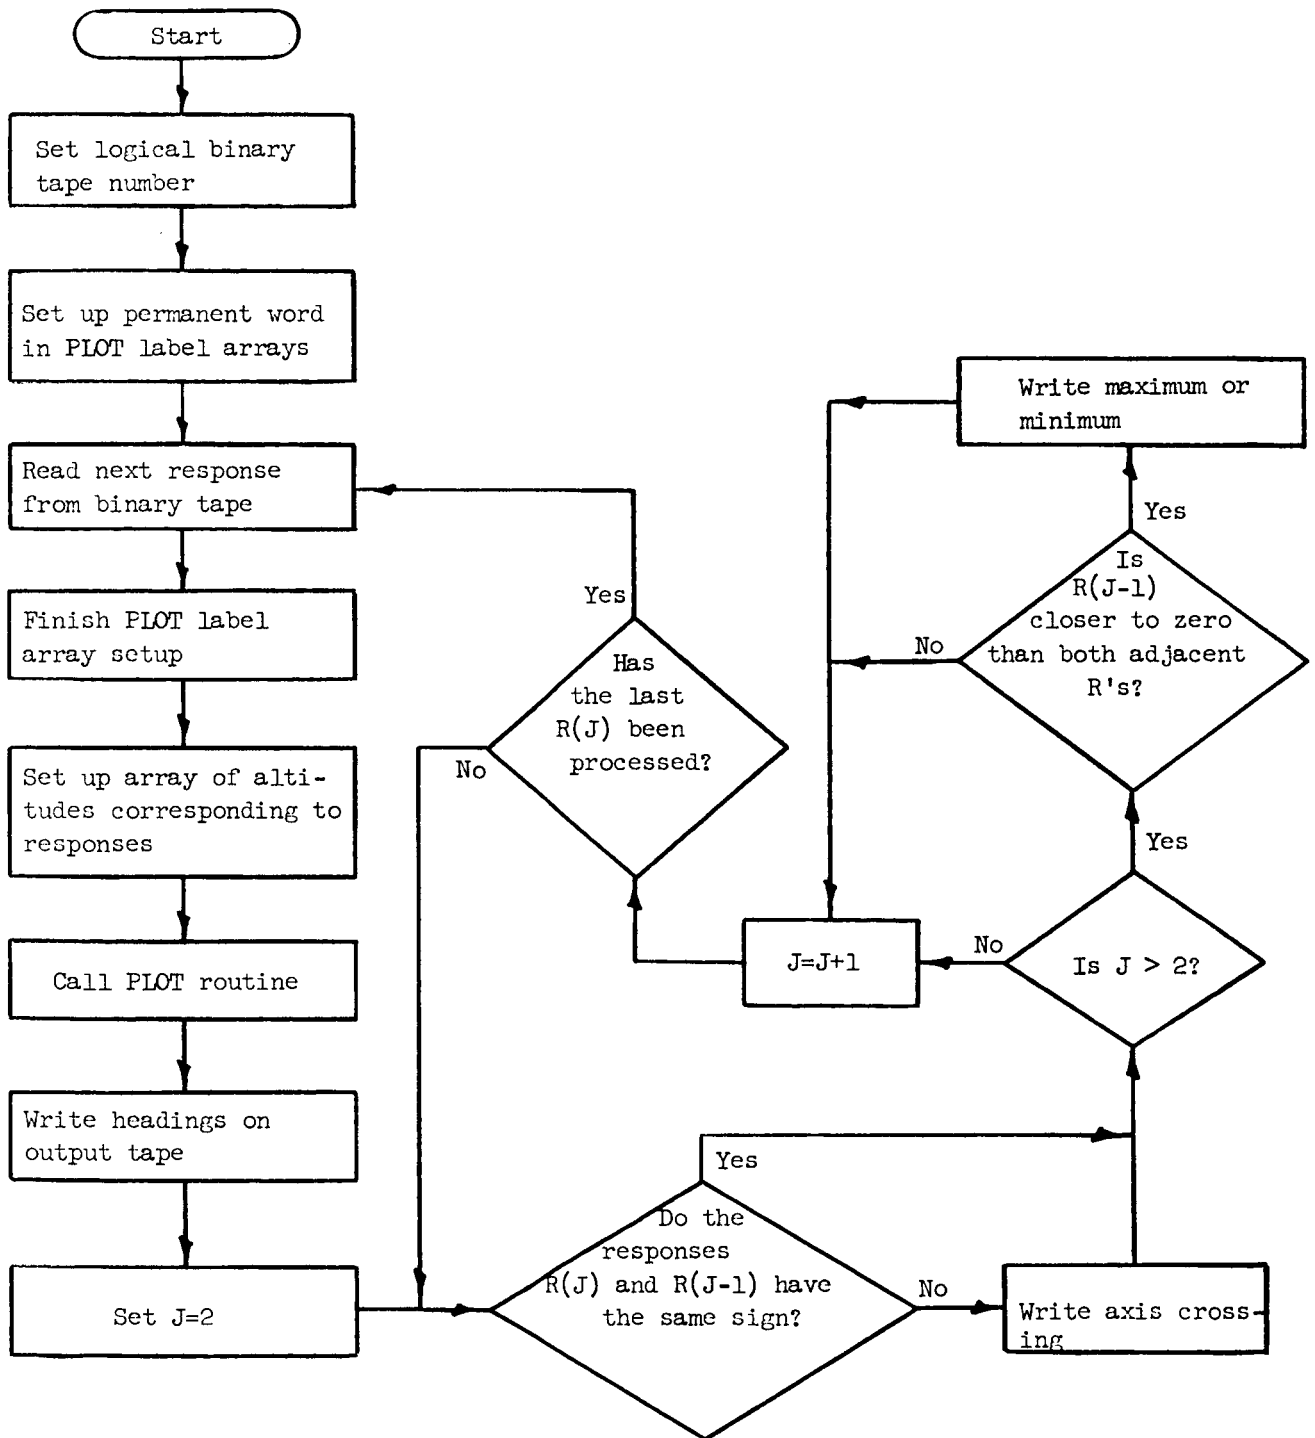 Start
Set logical binary
tape number
Set up permanent word
in PLOT label arrays
Read next response
from binary tape
Finish PLOT label
array setup
Set up array of alti-
tudes corresponding to
responses
Call PLOT routine
Write headings on
output tape
Set J=2
Do the
responses
R(J) and R(J-1) have
the same sign?
Yes
No
Write axis cross-
ing
Is J > 2?
Yes
No
Is
R(J-1)
closer to zero
than both adjacent
R's?
Yes
No
Write maximum or
minimum
J=J+1
Has
the last
R(J) been
processed?
Yes
No